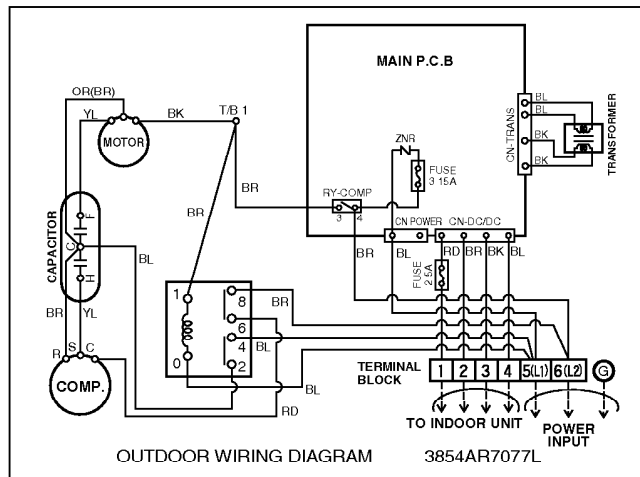 MAIN P.C.B
OR(BR)
YL
BK
T/B 1
MOTOR
ZNR
FUSE
3 15A
CN-TRANS
BL
BL
BK
BK
TRANSFORMER
RY-COMP
3 4
BR
BR
CAPACITOR
F
C
H
BL
CN POWER
CN-DC/DC
BR
BL
RD
BR
BK
BL
FUSE
2 5A
1
8
6
4
0
2
BR
BL
BL
RD
BR
YL
R
S
C
COMP.
TERMINAL
BLOCK
1 2 3 4 5(L1) 6(L2) G
TO INDOOR UNIT
POWER
INPUT
OUTDOOR WIRING DIAGRAM 3854AR7077L